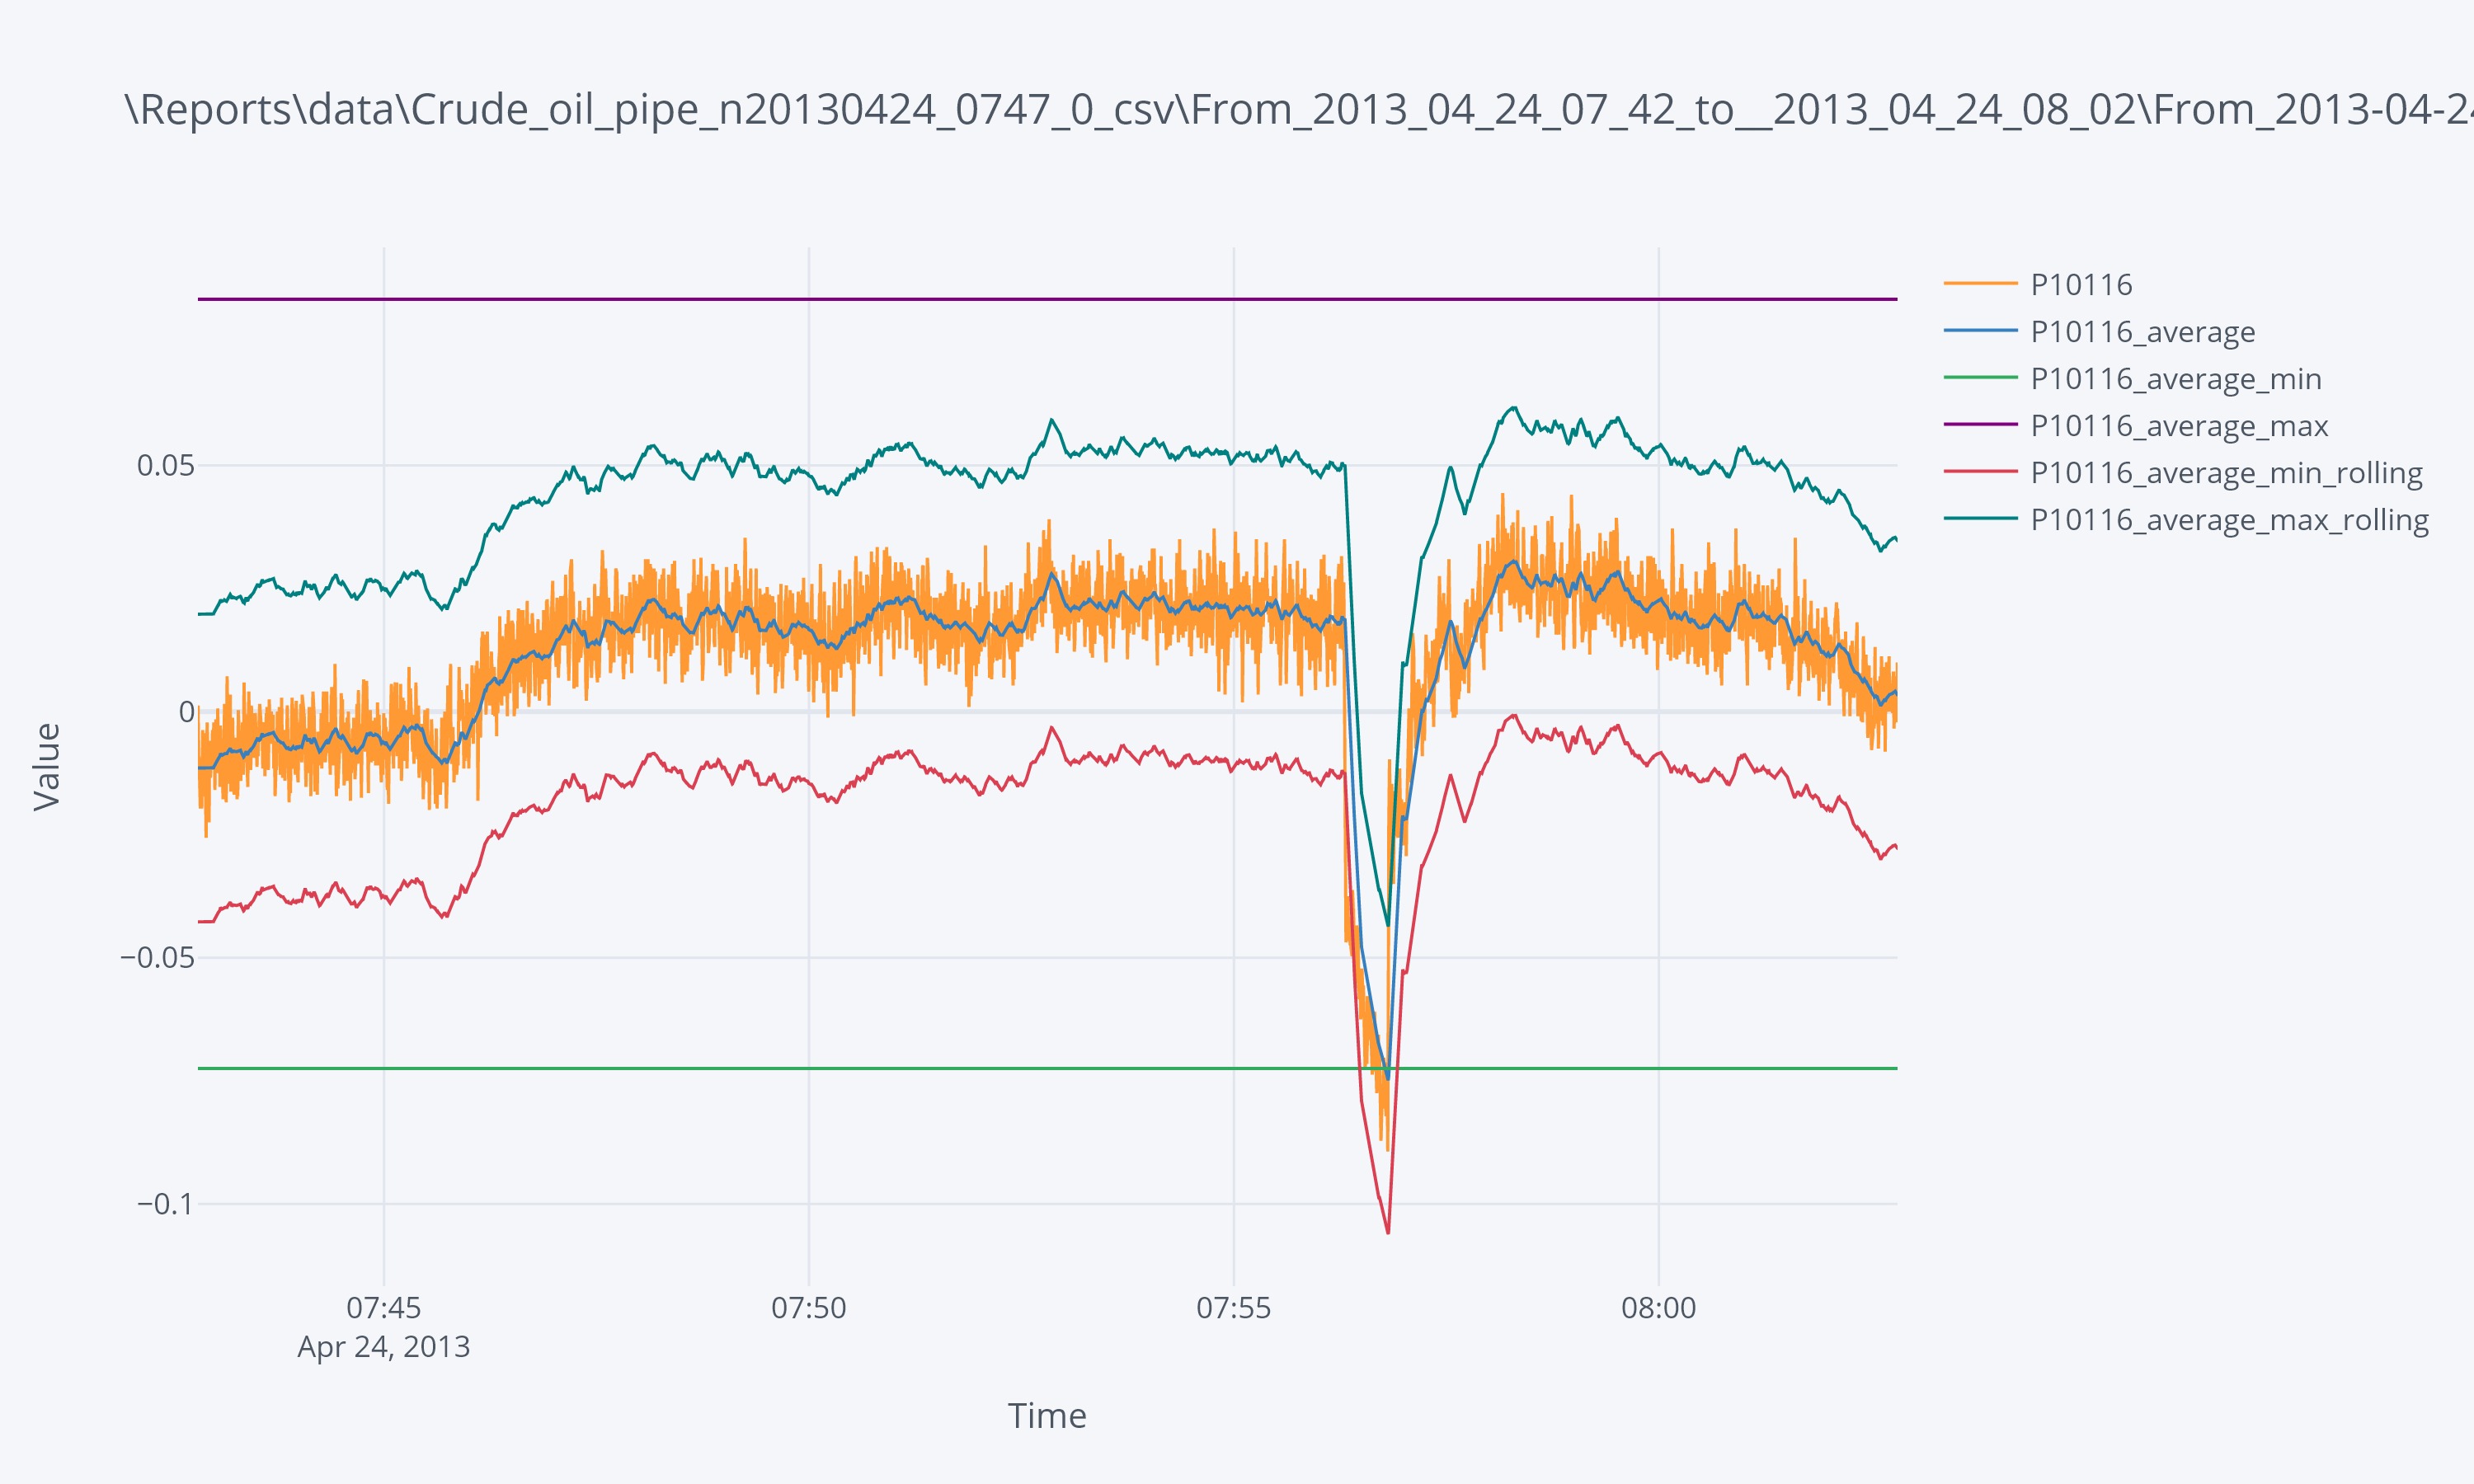 \Reports\data\Crude_oil_pipe_n20130424_0747_0_csv\From_2013_04_24_07_42_to__2013_04_24_08_02\From_2013-04-24
P10116
P10116_average
P10116_average_min
P10116_average_max
P10116_average_min_rolling
P10116_average_max_rolling
0.05
0
−0.05
−0.1
Value
07:45
07:50
07:55
08:00
Apr 24, 2013
Time